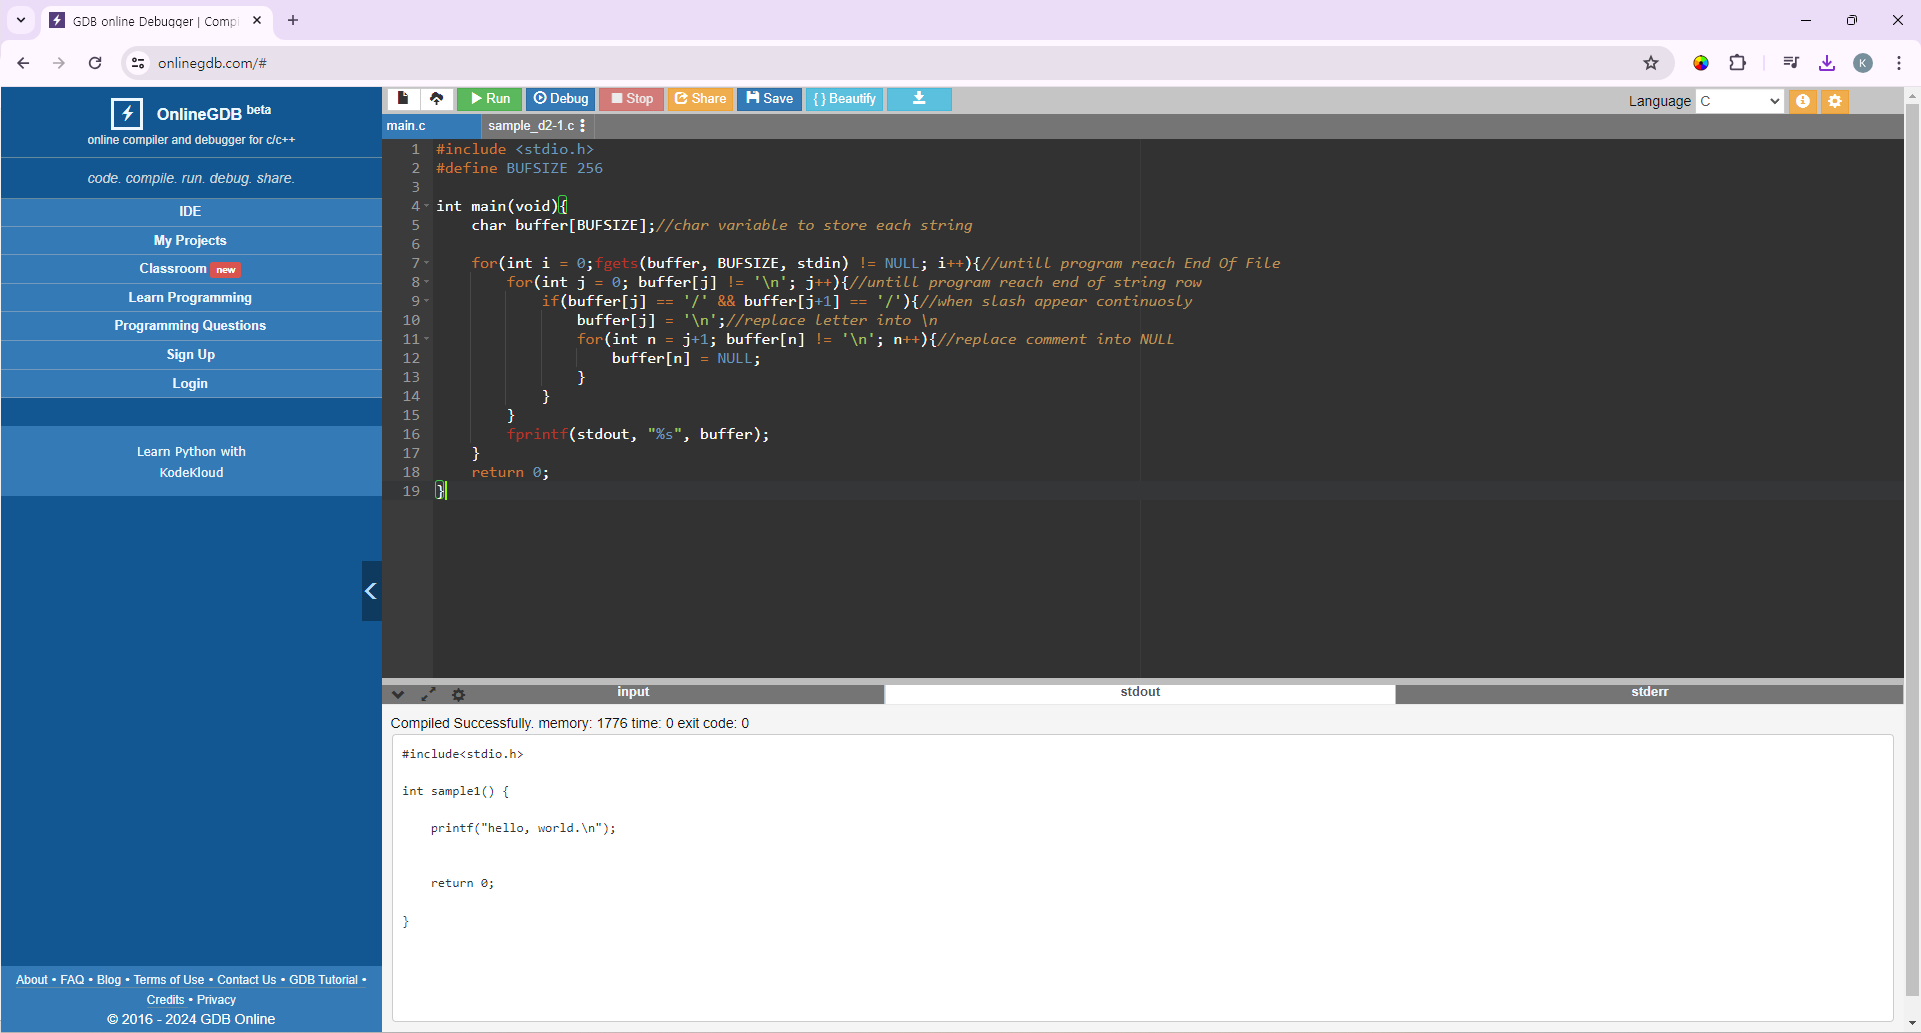 GDB online Debugger | Compi
onlinegdb.com/#
K
OnlineGDB beta
online compiler and debugger for c/c++
code. compile. run. debug. share.
IDE
My Projects
Classroom new
Learn Programming
Programming Questions
Sign Up
Login
Learn Python with
KodeKloud
About • FAQ • Blog • Terms of Use • Contact Us • GDB Tutorial •
Credits • Privacy
© 2016 - 2024 GDB Online
Run Debug Stop Share Save { } Beautify
Language C
main.c sample_d2-1.c
1 #include <stdio.h>
2 #define BUFSIZE 256
3
4 int main(void){
5 char buffer[BUFSIZE];//char variable to store each string
6
7 for(int i = 0;fgets(buffer, BUFSIZE, stdin) != NULL; i++){//untill program reach End Of File
8 for(int j = 0; buffer[j] != '\n'; j++){//untill program reach end of string row
9 if(buffer[j] == '/' && buffer[j+1] == '/'){//when slash appear continuosly
10 buffer[j] = '\n';//replace letter into \n
11 for(int n = j+1; buffer[n] != '\n'; n++){//replace comment into NULL
12 buffer[n] = NULL;
13 }
14 }
15 }
16 fprintf(stdout, "%s", buffer);
17 }
18 return 0;
19 }
input stdout stderr
Compiled Successfully. memory: 1776 time: 0 exit code: 0
#include<stdio.h>
int sample1() {
printf("hello, world.\n");
return 0;
}